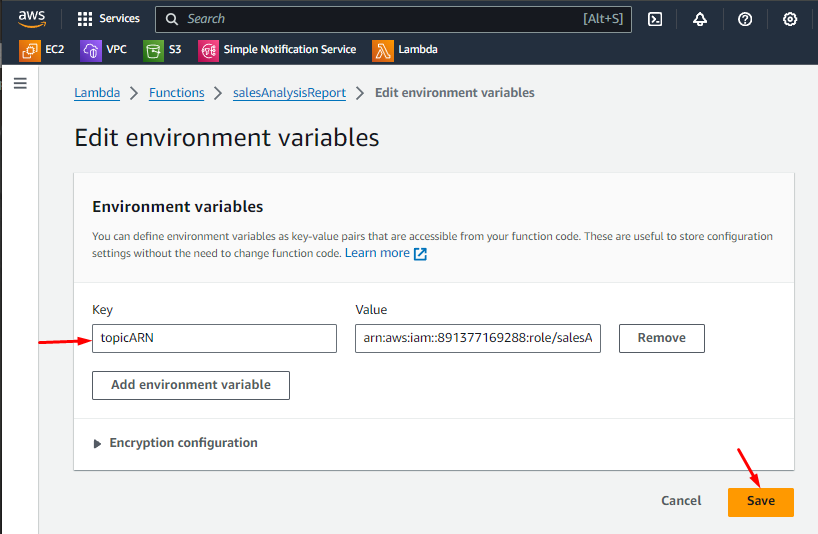 aws Services Search [Alt+S]
EC2 VPC S3 Simple Notification Service Lambda
Lambda Functions salesAnalysisReport Edit environment variables
Edit environment variables
Environment variables
You can define environment variables as key-value pairs that are accessible from your function code. These are useful to store configuration
settings without the need to change function code. Learn more
Key Value
topicARN arn:aws:iam::891377169288:role/salesA Remove
Add environment variable
Encryption configuration
Cancel Save